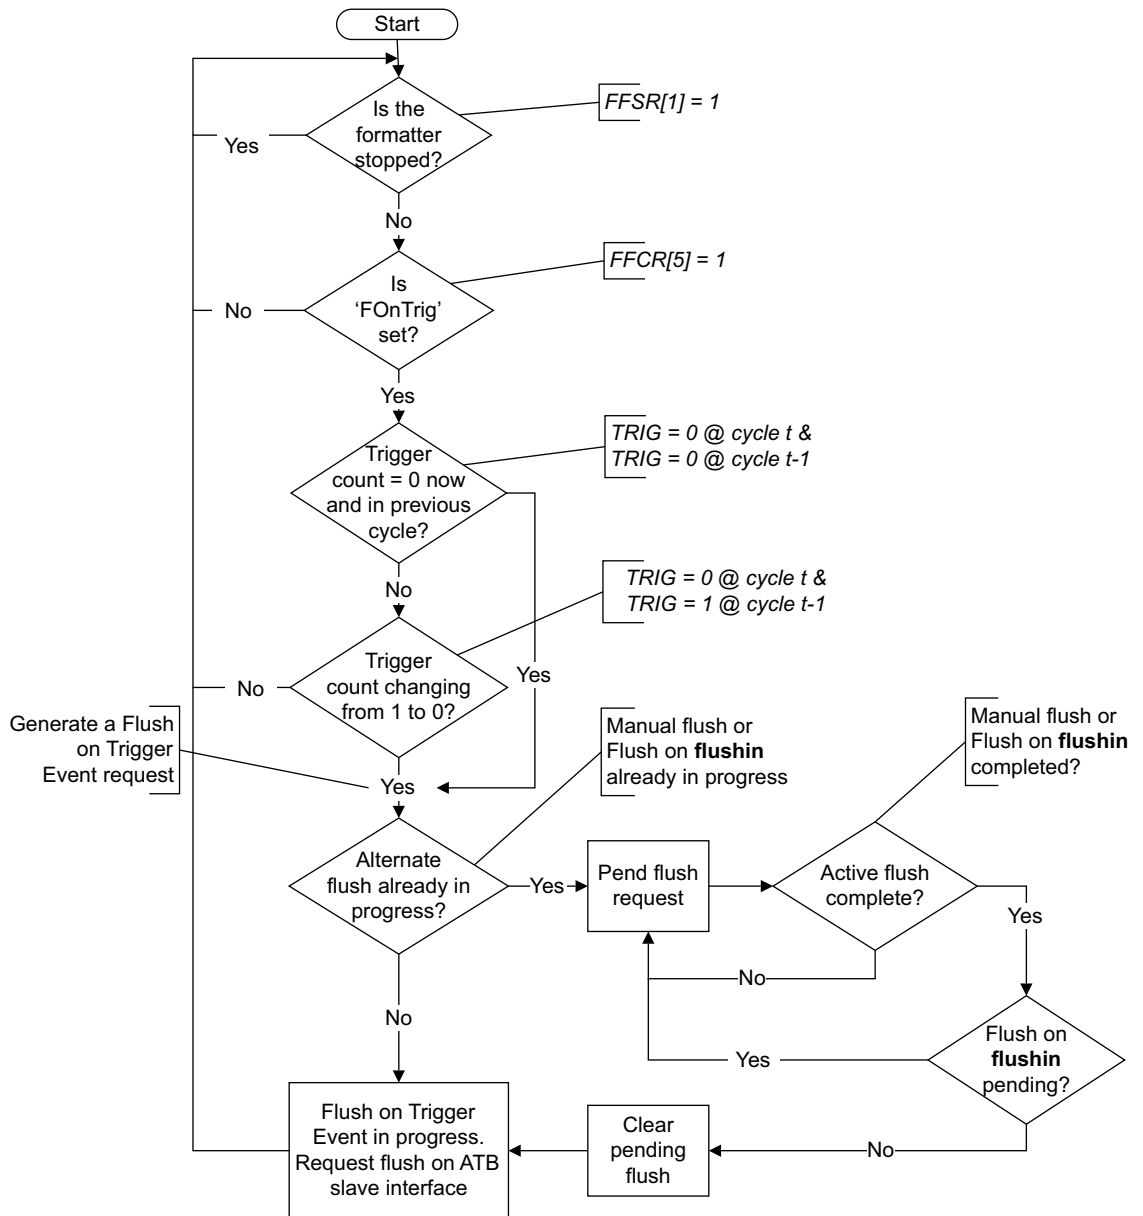 Start
Is the
formatter
stopped?
FFSR[1] = 1
Yes
No
Is
‘FOnTrig’
set?
FFCR[5] = 1
No
Yes
Trigger
count = 0 now
and in previous
cycle?
TRIG = 0 @ cycle t &
TRIG = 0 @ cycle t-1
No
TRIG = 0 @ cycle t &
TRIG = 1 @ cycle t-1
Trigger
count changing
from 1 to 0?
No
Yes
Generate a Flush
on Trigger
Event request
Yes
Manual flush or
Flush on flushin
already in progress
Manual flush or
Flush on flushin
completed?
Alternate
flush already in
progress?
Yes
Pend flush
request
Active flush
complete?
Yes
No
No
Flush on
flushin
pending?
Yes
Flush on Trigger
Event in progress.
Request flush on ATB
slave interface
Clear
pending
flush
No